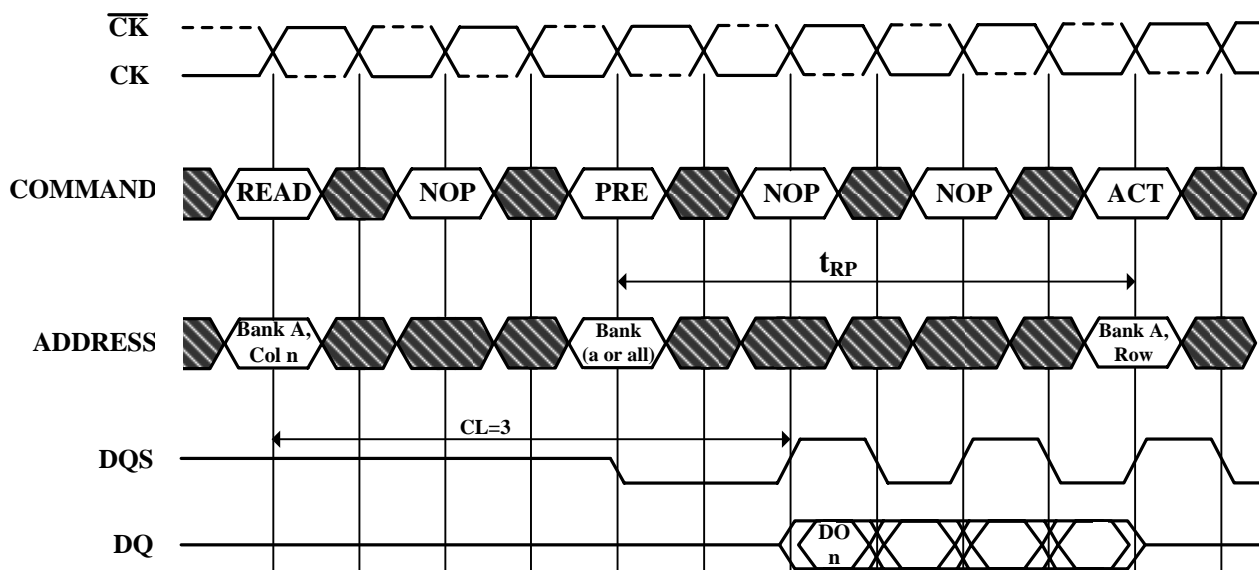 CK
CK
COMMAND
READ
NOP
PRE
NOP
NOP
ACT
tRP
ADDRESS
Bank A,
Col n
Bank
(a or all)
Bank A,
Row
CL=3
DQS
DQ
DO
n